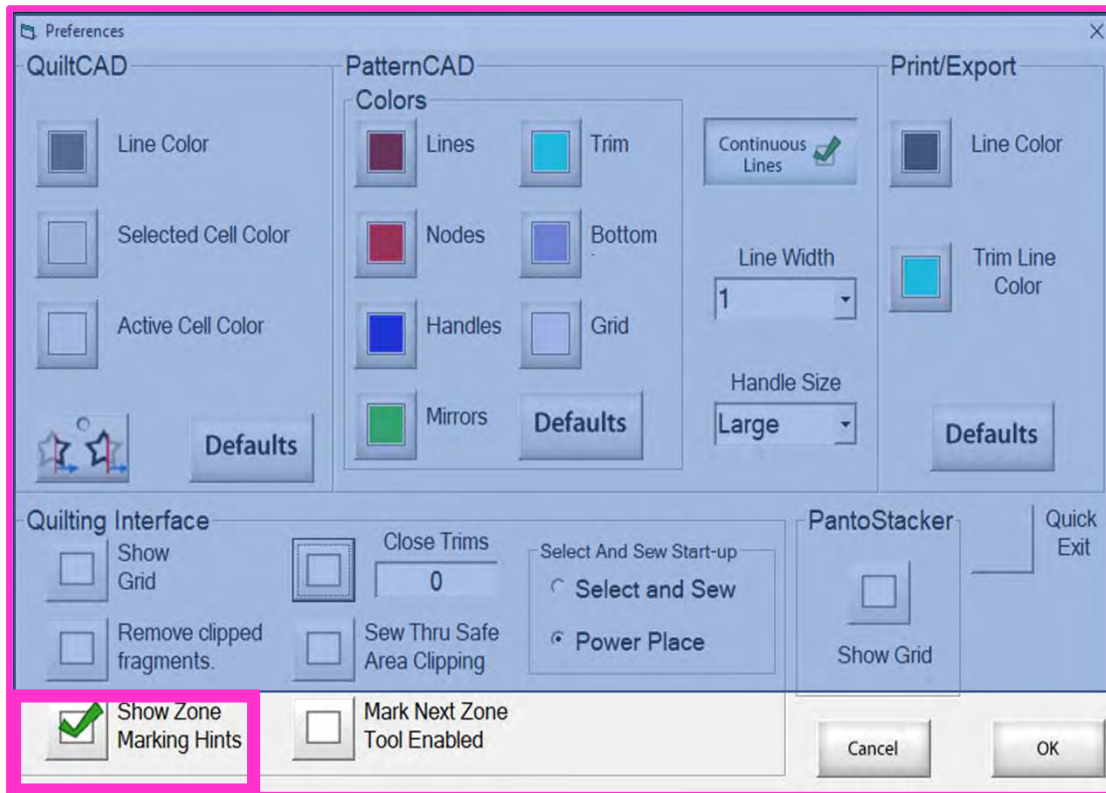 Preferences
QuiltCAD
Line Color
Selected Cell Color
Active Cell Color
Defaults
PatternCAD
Colors
Lines
Trim
Nodes
Bottom
Handles
Grid
Mirrors
Defaults
Continuous
Lines
Line Width
1
Handle Size
Large
Print/Export
Line Color
Trim Line
Color
Defaults
Quilting Interface
Show
Grid
Close Trims
0
Remove clipped
fragments.
Sew Thru Safe
Area Clipping
Show Zone
Marking Hints
Mark Next Zone
Tool Enabled
Select And Sew Start-up
Select and Sew
Power Place
PantoStacker
Show Grid
Quick
Exit
Cancel
OK